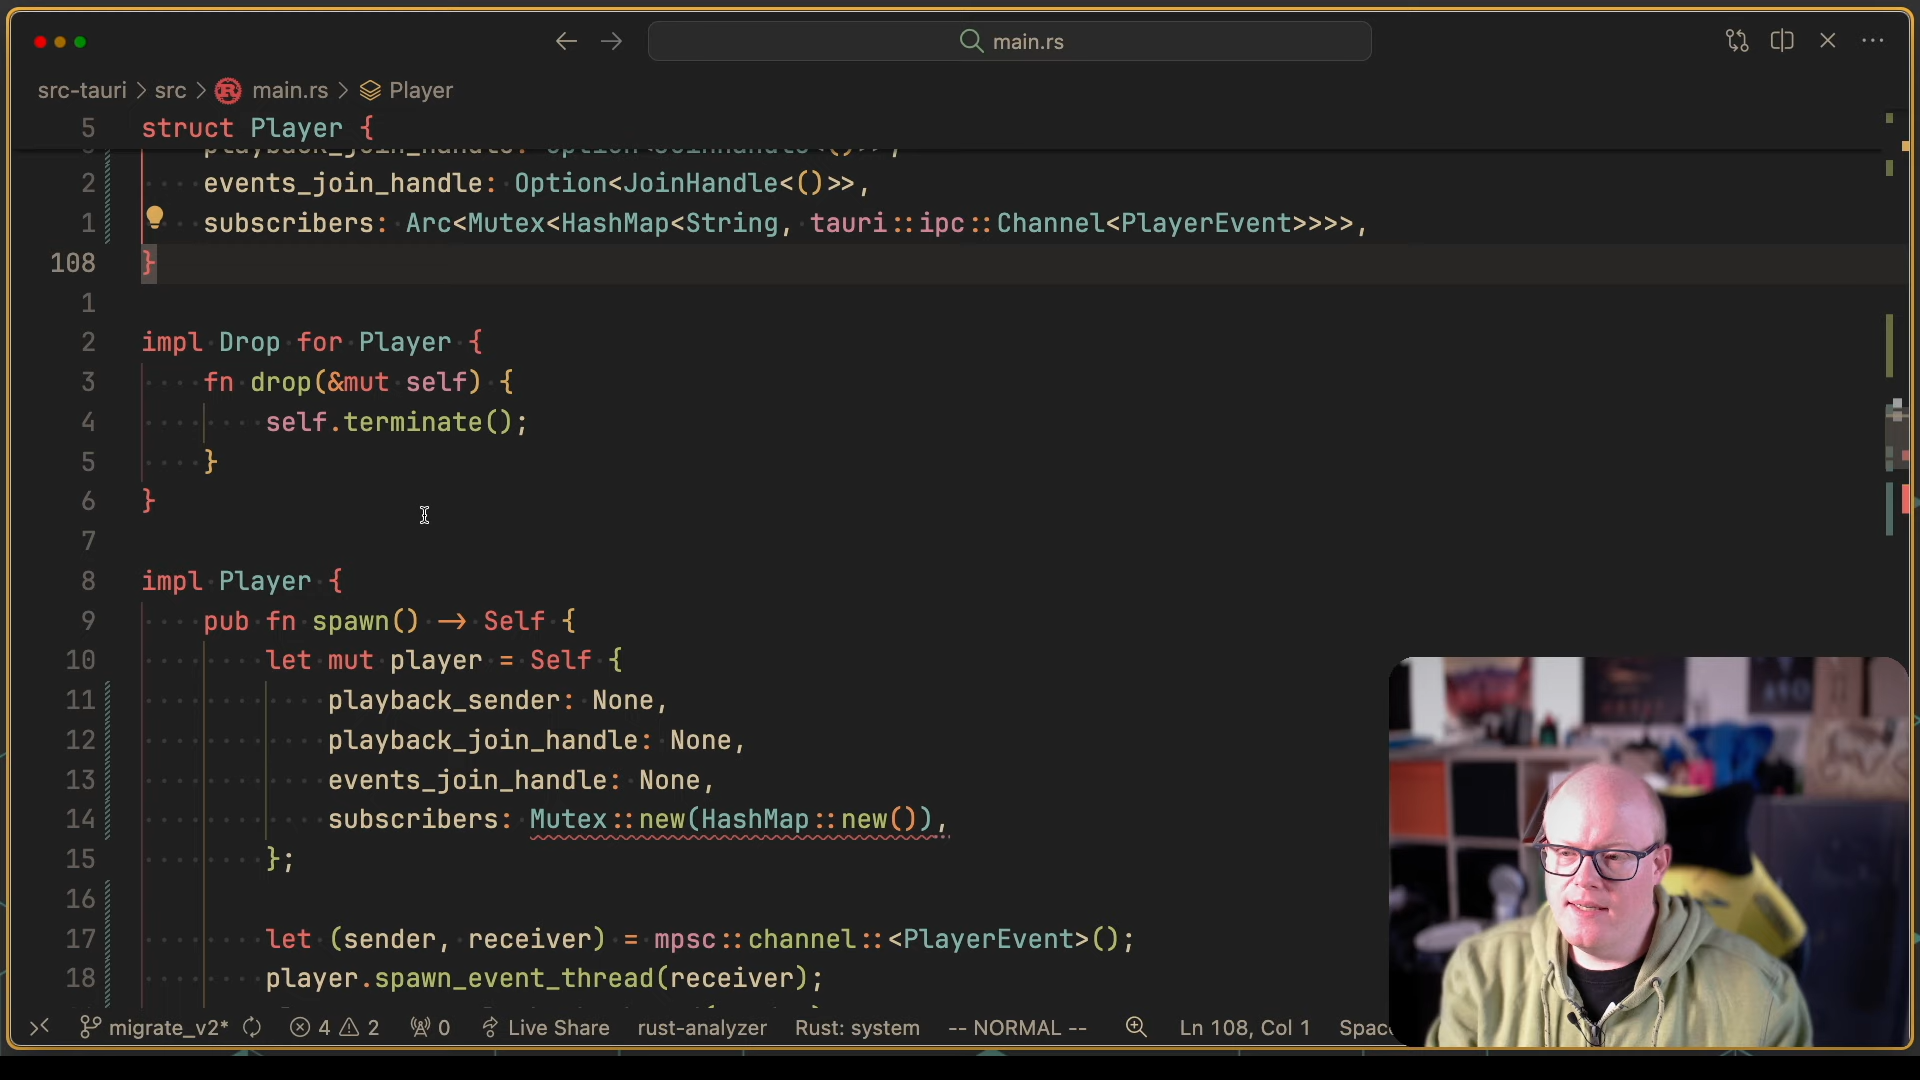 main.rs
src-tauri > src > main.rs > Player
5 struct Player {
playback_join_handle: Option<JoinHandle<()>>,
2 events_join_handle: Option<JoinHandle<()>>,
1 subscribers: Arc<Mutex<HashMap<String, tauri::ipc::Channel<PlayerEvent>>>>,
108 }
1
2 impl Drop for Player {
3 fn drop(&mut self) {
4 self.terminate();
5 }
6 }
7
8 impl Player {
9 pub fn spawn() -> Self {
10 let mut player = Self {
11 playback_sender: None,
12 playback_join_handle: None,
13 events_join_handle: None,
14 subscribers: Mutex::new(HashMap::new()),
15 };
16
17 let (sender, receiver) = mpsc::channel::<PlayerEvent>();
18 player.spawn_event_thread(receiver);
migrate_v2* 4 2 0 Live Share rust-analyzer Rust: system -- NORMAL -- Ln 108, Col 1 Spac